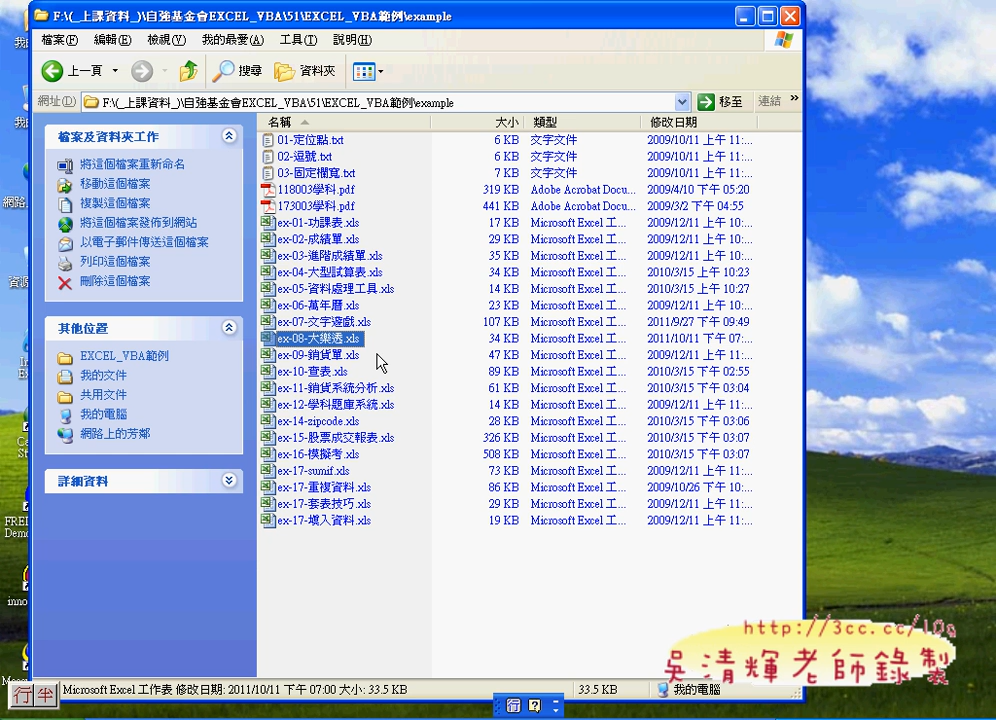 F:\(_上課資料_)\自強基金會EXCEL_VBA\51\EXCEL_VBA範例\example
檔案(F) 編輯(E) 檢視(V) 我的最愛(A) 工具(T) 說明(H)
上一頁 搜尋 資料夾
網址(D) F:\(_上課資料_)\自強基金會EXCEL_VBA\51\EXCEL_VBA範例\example 移至 連結 »
檔案及資料夾工作
將這個檔案重新命名
移動這個檔案
複製這個檔案
將這個檔案發佈到網站
以電子郵件傳送這個檔案
列印這個檔案
刪除這個檔案
其他位置
EXCEL_VBA範例
我的文件
共用文件
我的電腦
網路上的芳鄰
詳細資料
名稱 大小 類型 修改日期
01-定位點.txt 6 KB 文字文件 2009/10/11 上午 11:...
02-逗號.txt 6 KB 文字文件 2009/10/11 上午 11:...
03-固定欄寬.txt 7 KB 文字文件 2009/10/11 上午 11:...
118003學科.pdf 319 KB Adobe Acrobat Docu... 2009/4/10 下午 05:20
173003學科.pdf 441 KB Adobe Acrobat Docu... 2009/3/2 下午 04:55
ex-01-功課表.xls 17 KB Microsoft Excel 工... 2009/12/11 上午 10:...
ex-02-成績單.xls 29 KB Microsoft Excel 工... 2009/12/11 上午 10:...
ex-03-進階成績單.xls 35 KB Microsoft Excel 工... 2009/12/11 上午 10:...
ex-04-大型試算表.xls 34 KB Microsoft Excel 工... 2010/3/15 上午 10:23
ex-05-資料處理工具.xls 14 KB Microsoft Excel 工... 2010/3/15 上午 10:27
ex-06-萬年曆.xls 23 KB Microsoft Excel 工... 2009/12/11 上午 10:...
ex-07-文字遊戲.xls 107 KB Microsoft Excel 工... 2011/9/27 下午 09:49
ex-08-大樂透.xls 34 KB Microsoft Excel 工... 2011/10/11 下午 07:...
ex-09-銷貨單.xls 47 KB Microsoft Excel 工... 2009/12/11 上午 11:...
ex-10-查表.xls 89 KB Microsoft Excel 工... 2010/3/15 下午 02:55
ex-11-銷貨系統分析.xls 61 KB Microsoft Excel 工... 2010/3/15 下午 03:04
ex-12-學科題庫系統.xls 14 KB Microsoft Excel 工... 2009/12/11 上午 11:...
ex-14-zipcode.xls 28 KB Microsoft Excel 工... 2010/3/15 下午 03:06
ex-15-股票成交報表.xls 326 KB Microsoft Excel 工... 2010/3/15 下午 03:07
ex-16-模擬考.xls 508 KB Microsoft Excel 工... 2010/3/15 下午 03:07
ex-17-sumif.xls 73 KB Microsoft Excel 工... 2009/12/11 上午 11:...
ex-17-重複資料.xls 86 KB Microsoft Excel 工... 2009/10/26 下午 10:...
ex-17-套表技巧.xls 29 KB Microsoft Excel 工... 2009/12/11 上午 11:...
ex-17-填入資料.xls 19 KB Microsoft Excel 工... 2009/12/11 上午 11:...
http://3cc.cc/10a
吳清輝老師錄製
Microsoft Excel 工作表 修改日期: 2011/10/11 下午 07:00 大小: 33.5 KB 33.5 KB 我的電腦
行 半
行 ?